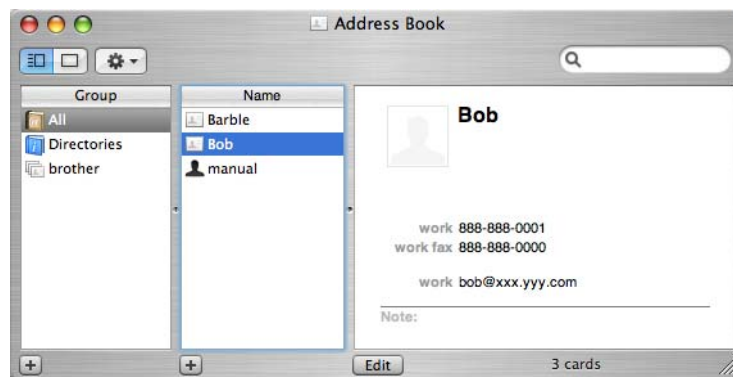 Address Book
Group
All
Directories
brother
Name
Barble
Bob
manual
Bob
work 888-888-0001
work fax 888-888-0000
work bob@xxx.yyy.com
Note:
Edit
3 cards